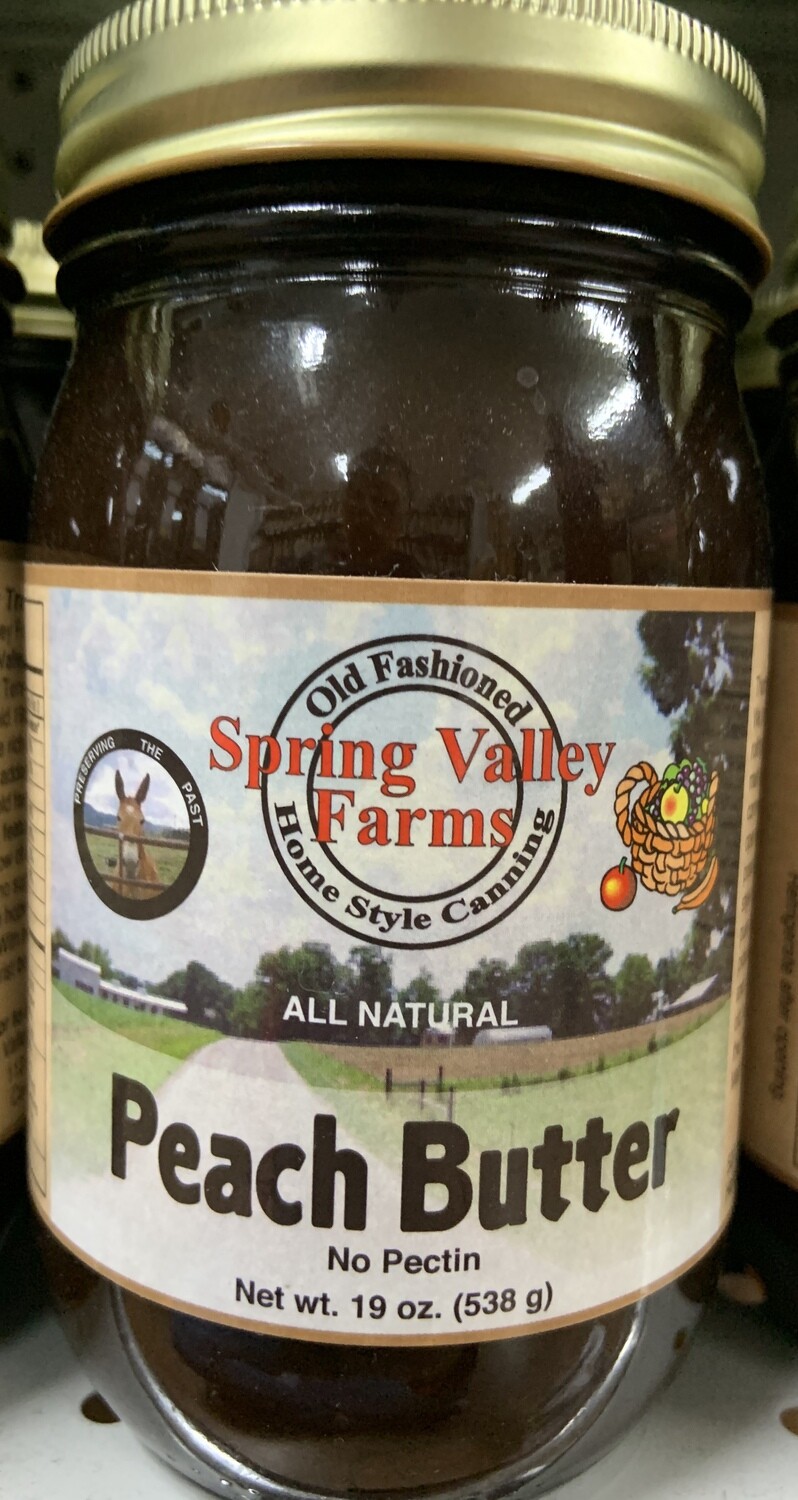 Old Fashioned
Spring Valley
Farms
Home Style Canning
PRESERVING THE PAST
ALL NATURAL
Peach Butter
No Pectin
Net wt. 19 oz. (538 g)